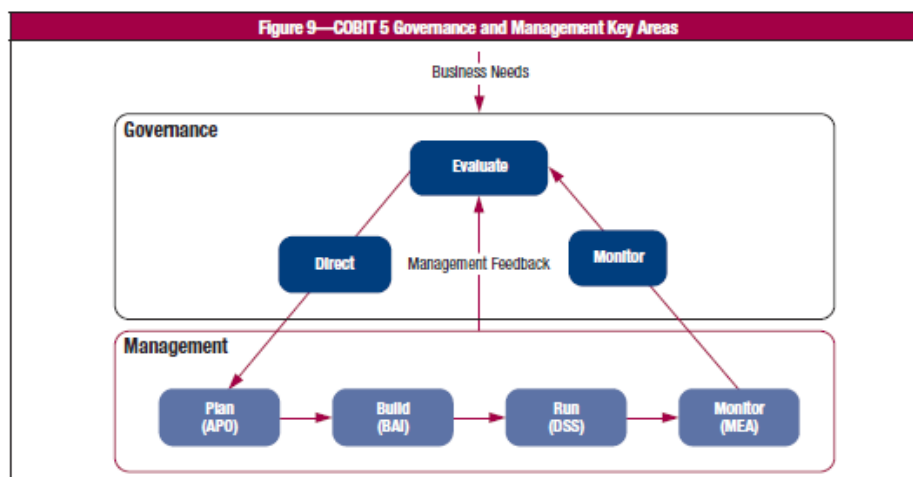 Figure 9—COBIT 5 Governance and Management Key Areas
Business Needs
Governance
Evaluate
Direct
Management Feedback
Monitor
Management
Plan
(APO)
Build
(BAI)
Run
(DSS)
Monitor
(MEA)